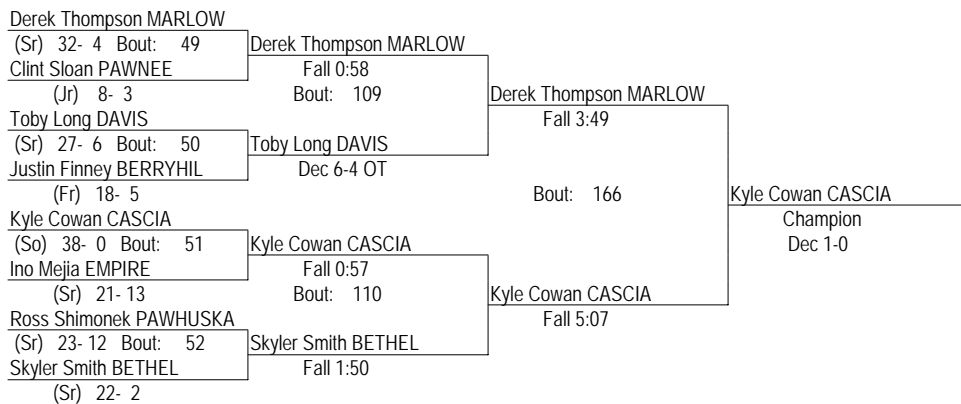 Derek Thompson MARLOW
(Sr) 32- 4 Bout: 49
Clint Sloan PAWNEE
(Jr) 8- 3
Toby Long DAVIS
(Sr) 27- 6 Bout: 50
Justin Finney BERRYHIL
(Fr) 18- 5
Kyle Cowan CASCIA
(So) 38- 0 Bout: 51
Ino Mejia EMPIRE
(Sr) 21- 13
Ross Shimonek PAWHUSKA
(Sr) 23- 12 Bout: 52
Skyler Smith BETHEL
(Sr) 22- 2
Derek Thompson MARLOW
Fall 0:58
Bout: 109
Toby Long DAVIS
Dec 6-4 OT
Kyle Cowan CASCIA
Fall 0:57
Bout: 110
Skyler Smith BETHEL
Fall 1:50
Derek Thompson MARLOW
Fall 3:49
Bout: 166
Kyle Cowan CASCIA
Fall 5:07
Kyle Cowan CASCIA
Champion
Dec 1-0